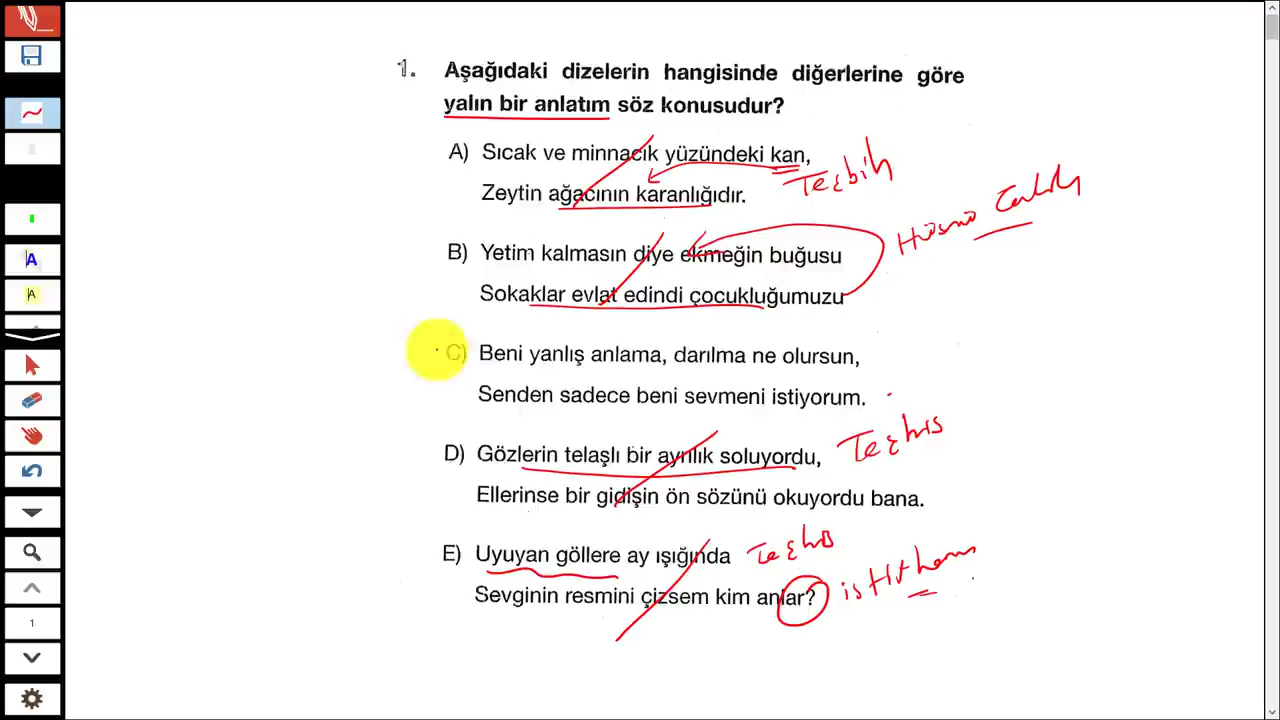 1. Aşağıdaki dizelerin hangisinde diğerlerine göre
yalın bir anlatım söz konusudur?
A) Sıcak ve minnacık yüzündeki kan,
Zeytin ağacının karanlığıdır.
Teşbih
B) Yetim kalmasın diye ekmeğin buğusu
Sokaklar evlat edindi çocukluğumuzu
Hüsnü Talil
C) Beni yanlış anlama, darılma ne olursun,
Senden sadece beni sevmeni istiyorum.
D) Gözlerin telaşlı bir ayrılık soluyordu,
Ellerinse bir gidişin ön sözünü okuyordu bana.
Teşhis
E) Uyuyan göllere ay ışığında
Sevginin resmini çizsem kim anlar?
Teşhis
istifham
A
A
1